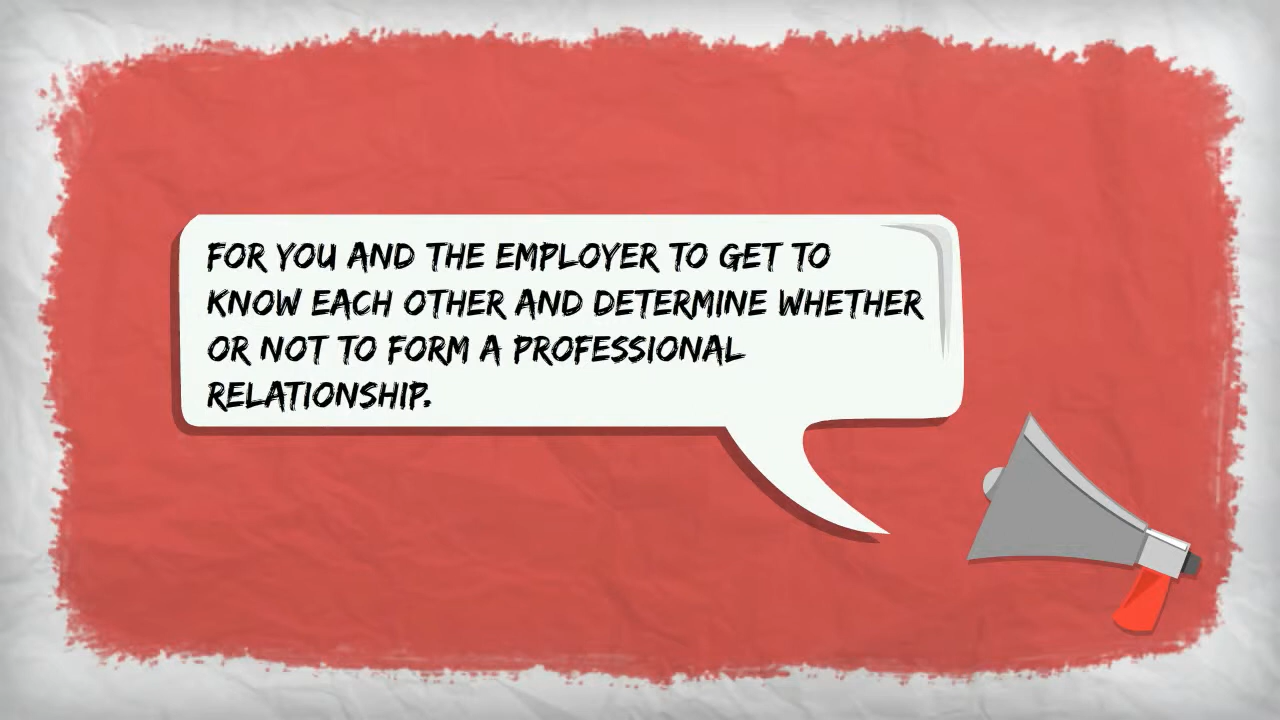 FOR YOU AND THE EMPLOYER TO GET TO
KNOW EACH OTHER AND DETERMINE WHETHER
OR NOT TO FORM A PROFESSIONAL
RELATIONSHIP.